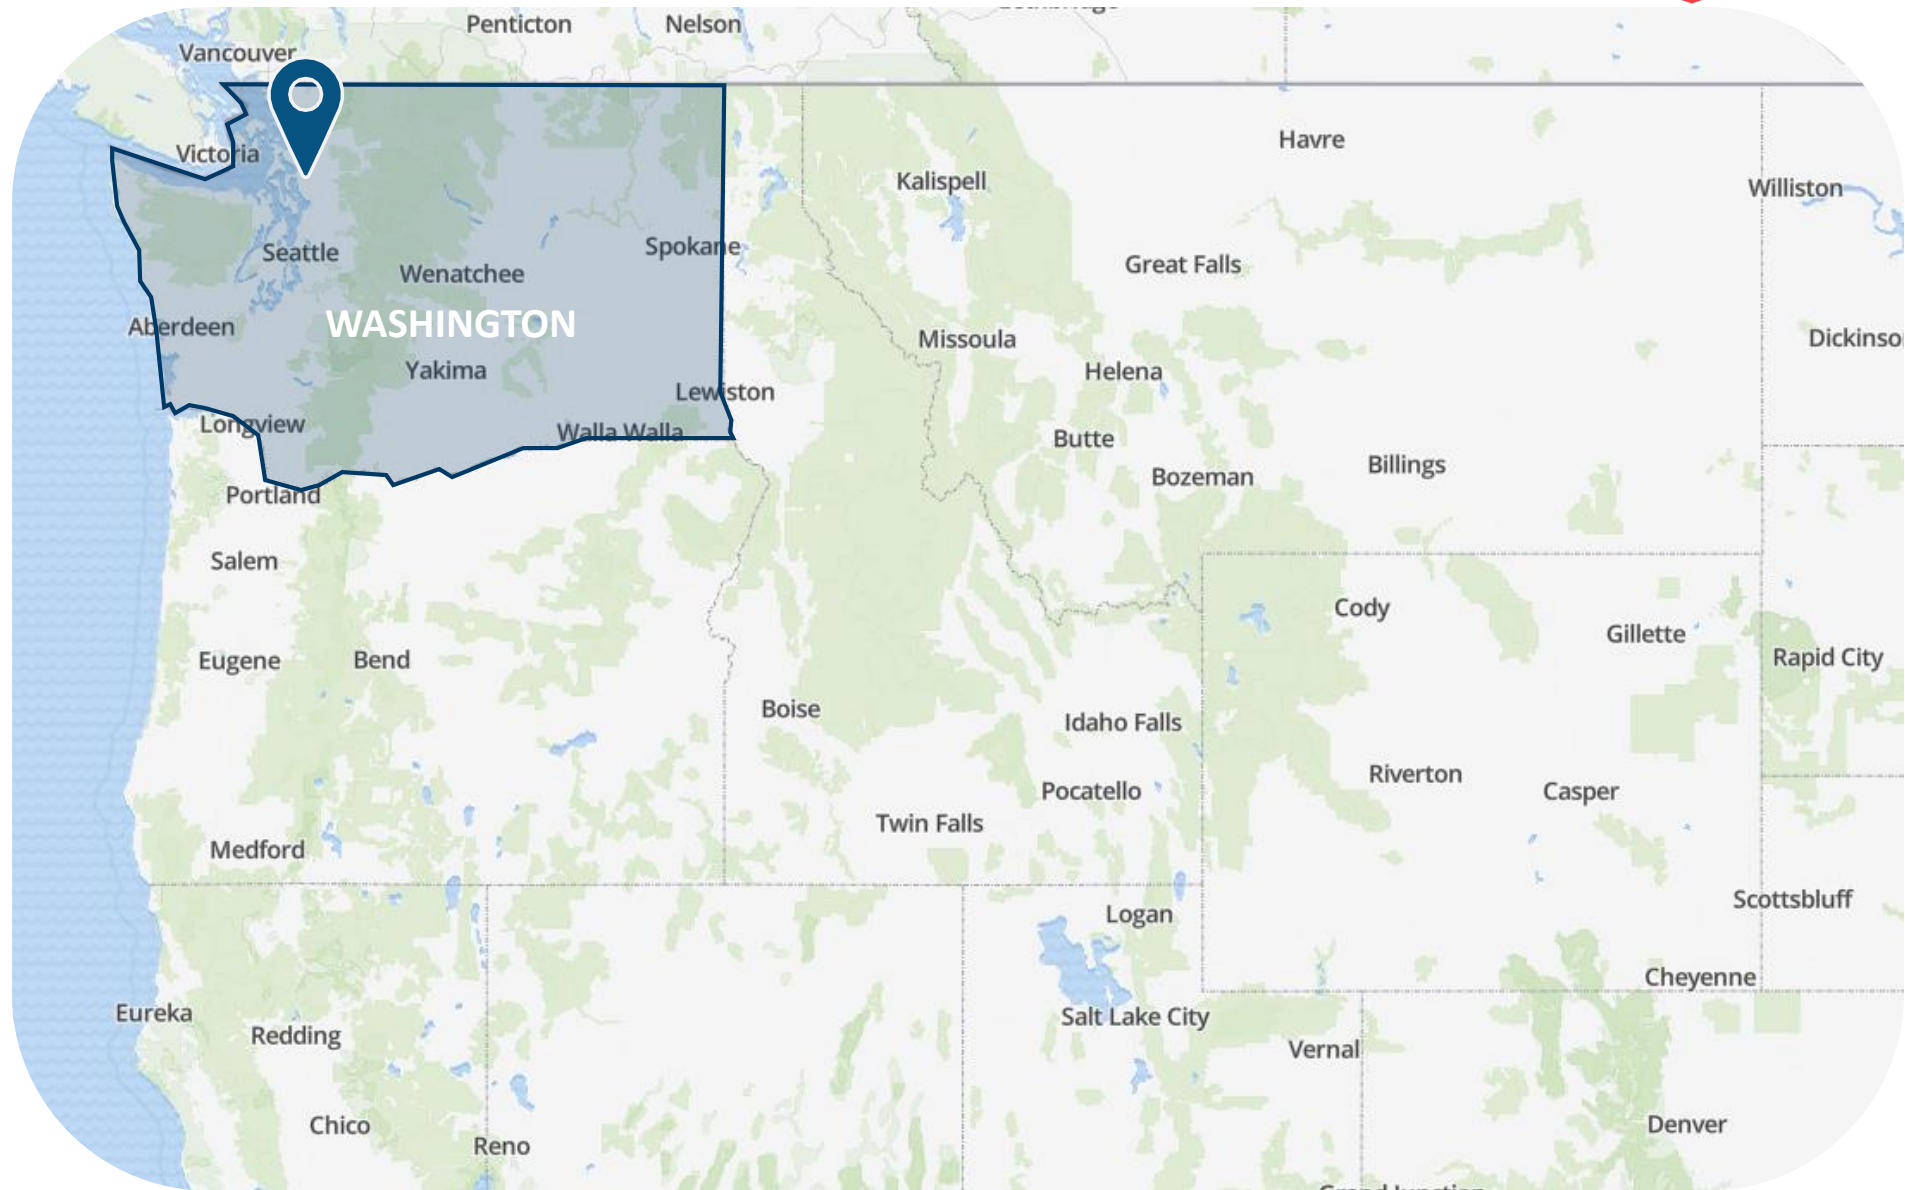 Penticton
Nelson
Vancouver
Victoria
Havre
Kalispell
Williston
Seattle
Spokane
Wenatchee
Great Falls
WASHINGTON
Aberdeen
Missoula
Dickinso
Yakima
Helena
Lewiston
Longview
Walla Walla
Butte
Billings
Bozeman
Portland
Salem
Cody
Gillette
Eugene
Bend
Rapid City
Boise
Idaho Falls
Riverton
Pocatello
Casper
Twin Falls
Medford
Scottsbluff
Logan
Cheyenne
Eureka
Salt Lake City
Redding
Vernal
Chico
Denver
Reno